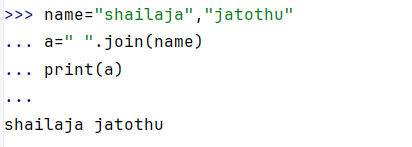 >>> name="shailaja","jatothu"
... a=" ".join(name)
... print(a)
...
shailaja jatothu